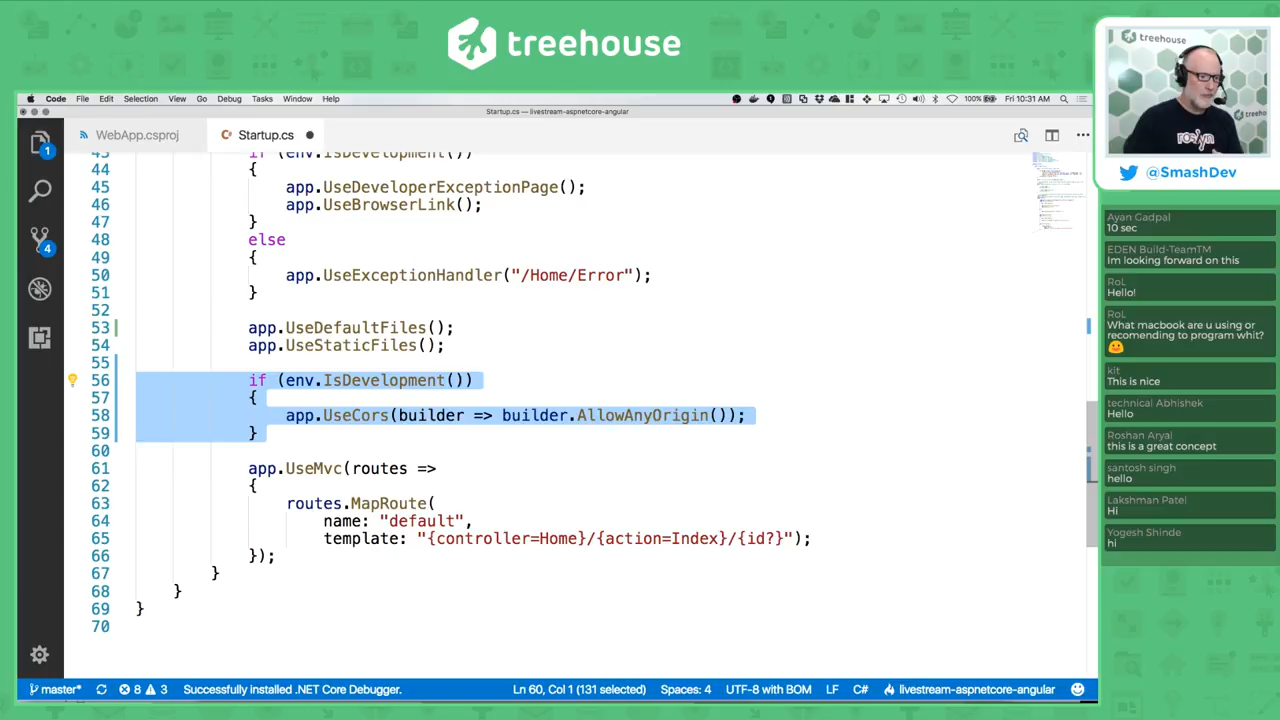 treehouse
Code File Edit Selection View Go Debug Tasks Window Help
100% Fri 10:31 AM
Startup.cs — livestream-aspnetcore-angular
WebApp.csproj
Startup.cs
43 if (env.IsDevelopment())
44 {
45 app.UseDeveloperExceptionPage();
46 app.UseBrowserLink();
47 }
48 else
49 {
50 app.UseExceptionHandler("/Home/Error");
51 }
52
53 app.UseDefaultFiles();
54 app.UseStaticFiles();
55
56 if (env.IsDevelopment())
57 {
58 app.UseCors(builder => builder.AllowAnyOrigin());
59 }
60
61 app.UseMvc(routes =>
62 {
63 routes.MapRoute(
64 name: "default",
65 template: "{controller=Home}/{action=Index}/{id?}");
66 });
67 }
68 }
69 }
70
1
4
master* 8 3 Successfully installed .NET Core Debugger. Ln 60, Col 1 (131 selected) Spaces: 4 UTF-8 with BOM LF C# livestream-aspnetcore-angular
treehouse
roslyn
@SmashDev
Ayan Gadpal
10 sec
EDEN Build-TeamTM
Im looking forward on this
RoL
Hello!
RoL
What macbook are u using or
recomending to program whit?
kit
This is nice
technical Abhishek
Hello
Roshan Aryal
this is a great concept
santosh singh
hello
Lakshman Patel
Hi
Yogesh Shinde
hi